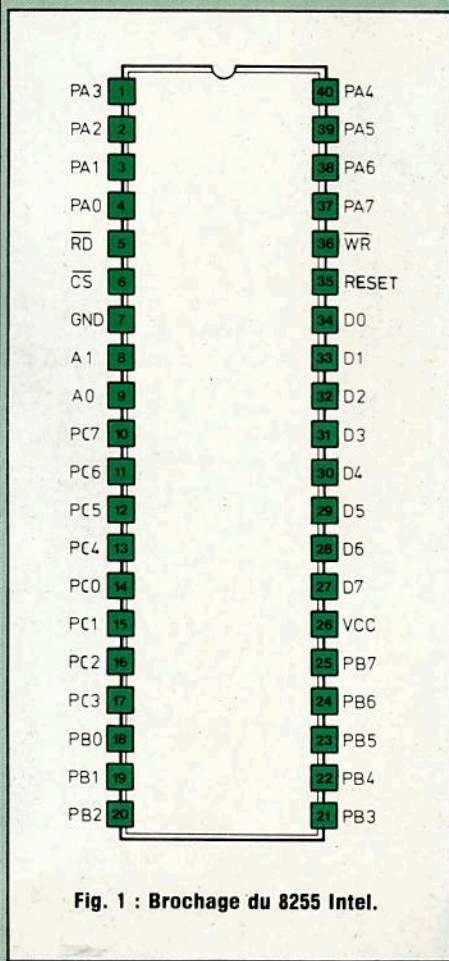 PA3 1 40 PA4
PA2 2 39 PA5
PA1 3 38 PA6
PA0 4 37 PA7
R̅D̅ 5 36 W̅R̅
C̅S̅ 6 35 RESET
GND 7 34 D0
A1 8 33 D1
A0 9 32 D2
PC7 10 31 D3
PC6 11 30 D4
PC5 12 29 D5
PC4 13 28 D6
PC0 14 27 D7
PC1 15 26 VCC
PC2 16 25 PB7
PC3 17 24 PB6
PB0 18 23 PB5
PB1 19 22 PB4
PB2 20 21 PB3
Fig. 1 : Brochage du 8255 Intel.